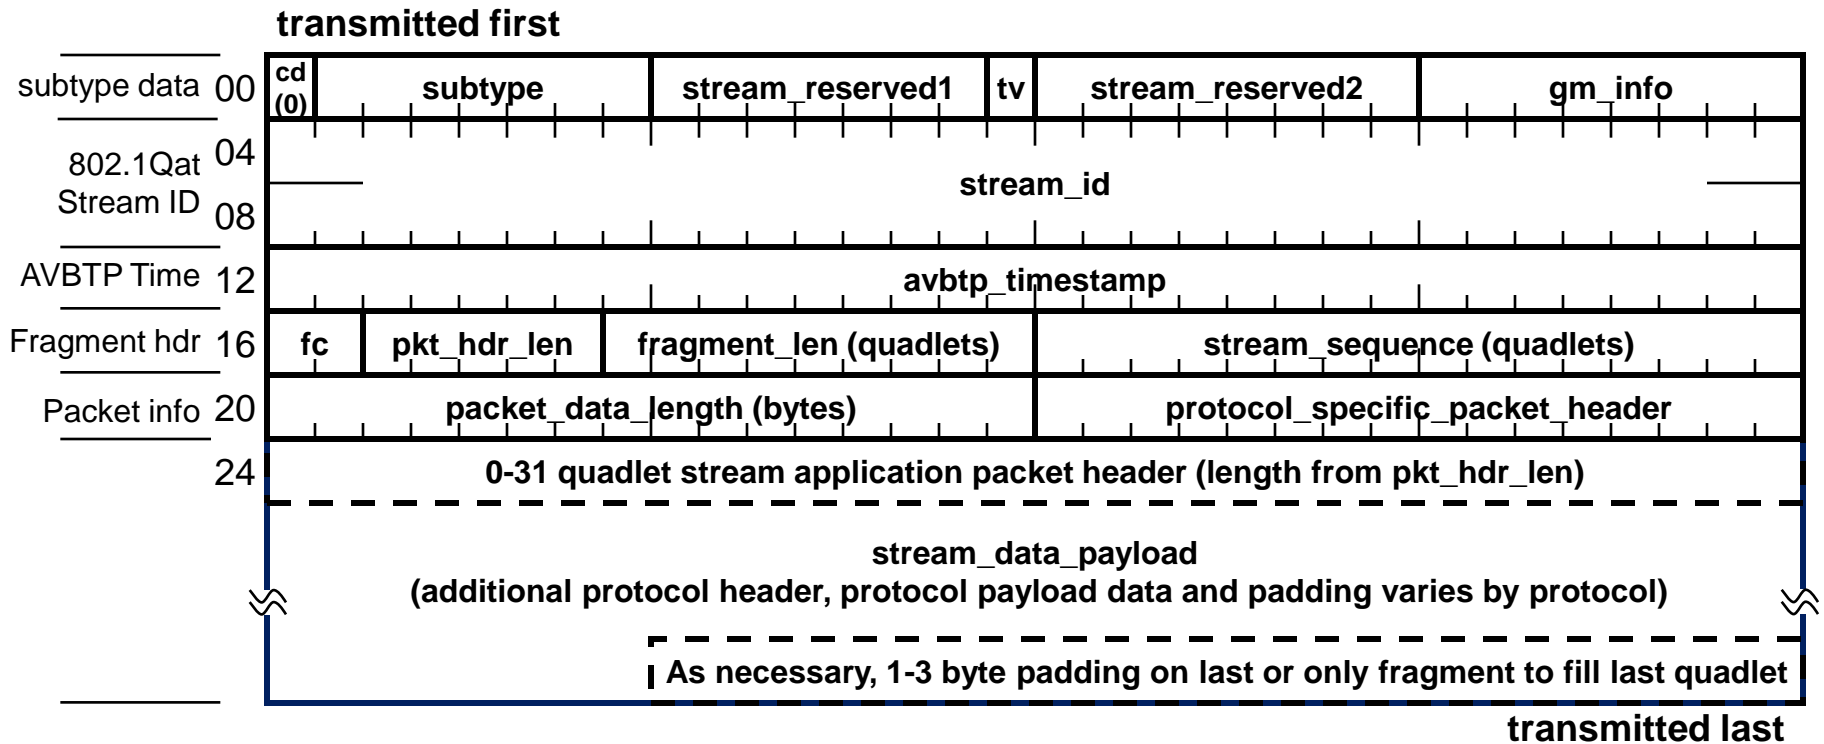 transmitted first
subtype data 00 cd (0) subtype stream_reserved1 tv stream_reserved2 gm_info
802.1Qat Stream ID
04
08
stream_id
AVBTP Time 12 avbtp_timestamp
Fragment hdr 16 fc pkt_hdr_len fragment_len (quadlets) stream_sequence (quadlets)
Packet info 20 packet_data_length (bytes) protocol_specific_packet_header
24 0-31 quadlet stream application packet header (length from pkt_hdr_len)
stream_data_payload
(additional protocol header, protocol payload data and padding varies by protocol)
As necessary, 1-3 byte padding on last or only fragment to fill last quadlet
transmitted last